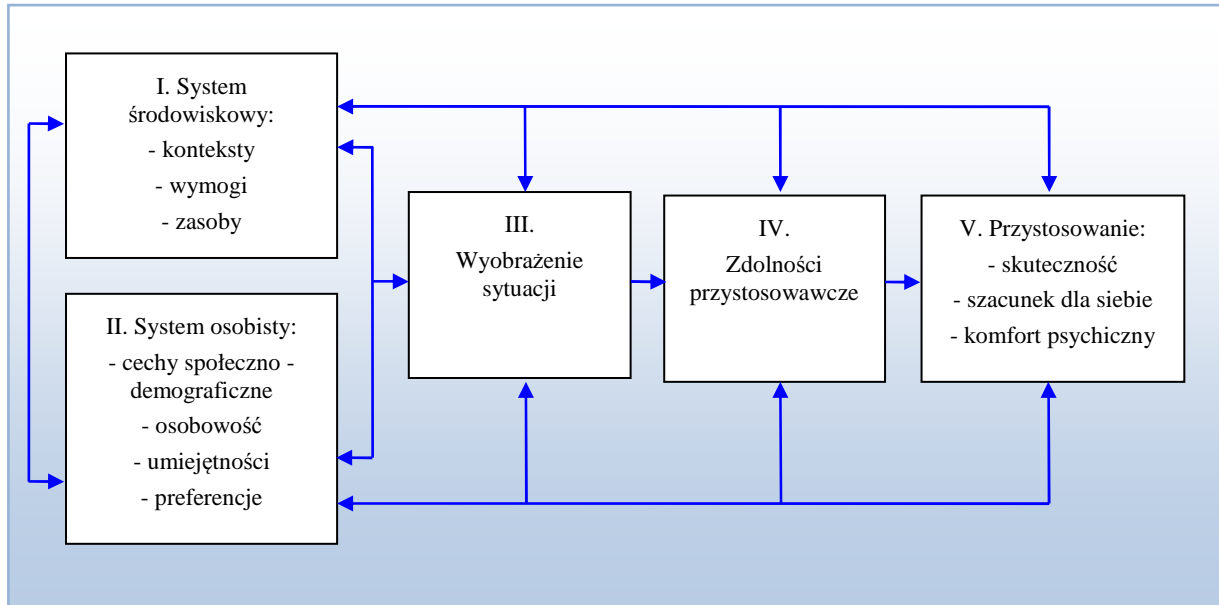 I. System
środowiskowy:
- konteksty
- wymogi
- zasoby
II. System osobisty:
- cechy społeczno -
demograficzne
- osobowość
- umiejętności
- preferencje
III.
Wyobrażenie
sytuacji
IV.
Zdolności
przystosowawcze
V. Przystosowanie:
- skuteczność
- szacunek dla siebie
- komfort psychiczny